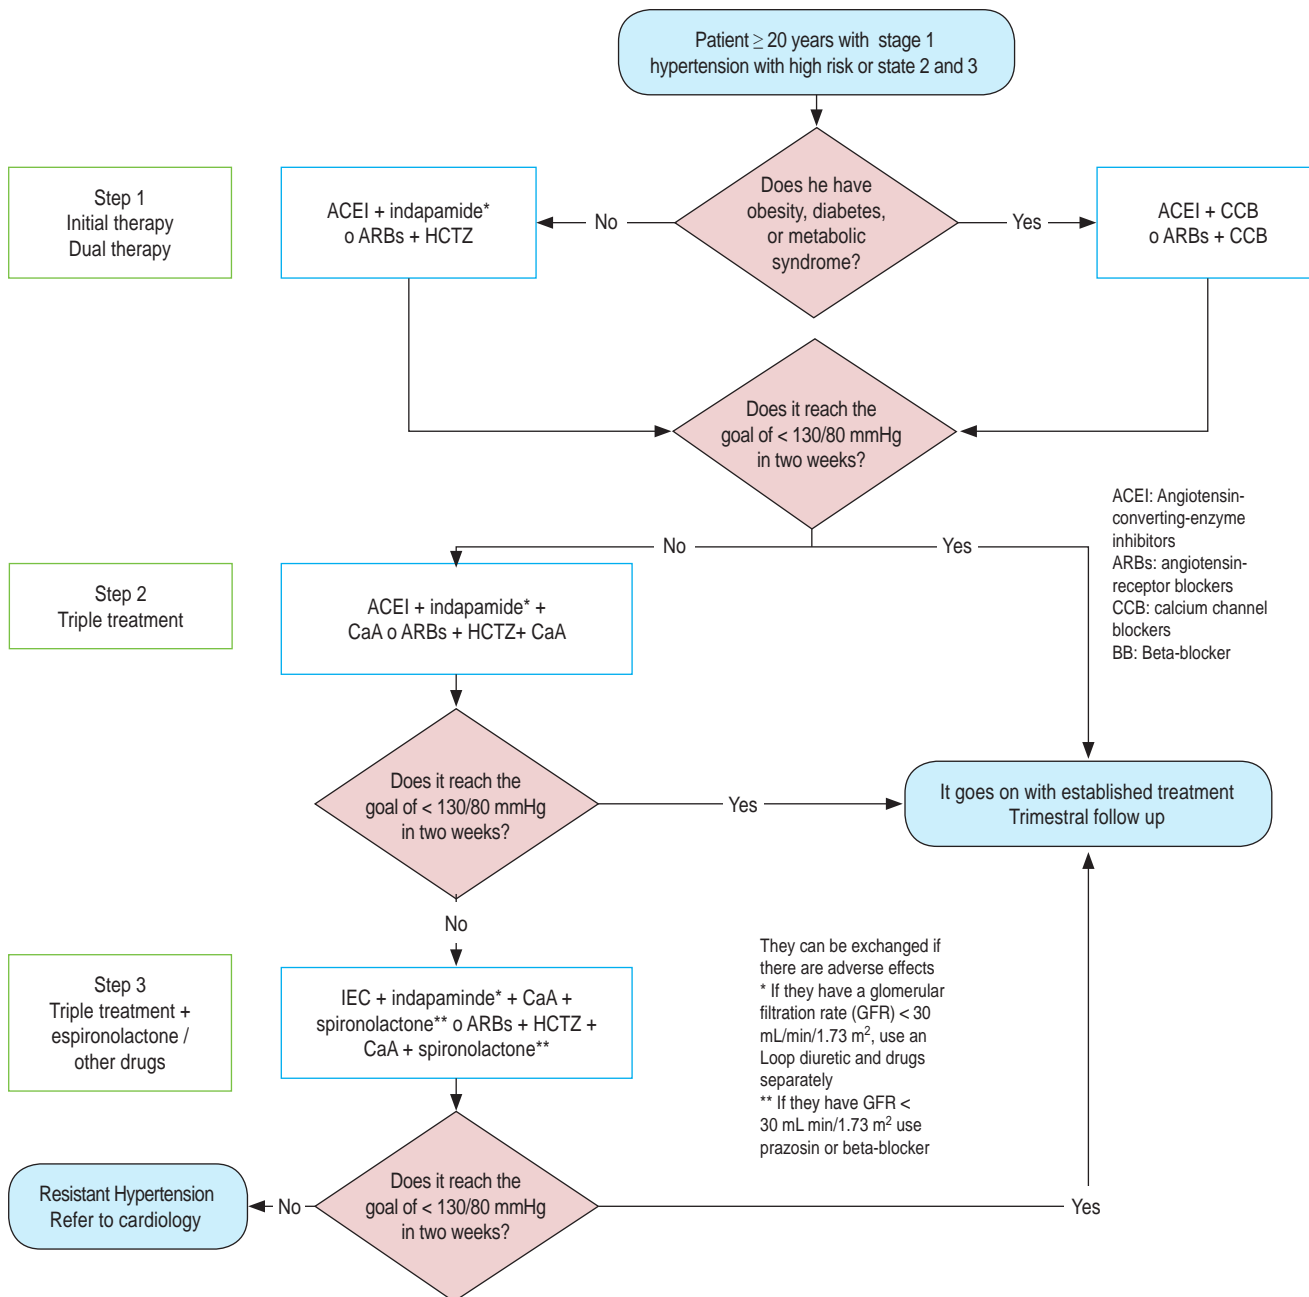 Patient ≥ 20 years with stage 1
hypertension with high risk or state 2 and 3
Step 1
Initial therapy
Dual therapy
ACEI + indapamide*
o ARBs + HCTZ
No
Does he have
obesity, diabetes,
or metabolic
syndrome?
Yes
ACEI + CCB
o ARBs + CCB
Does it reach the
goal of < 130/80 mmHg
in two weeks?
No
Yes
ACEI: Angiotensin-
converting-enzyme
inhibitors
ARBs: angiotensin-
receptor blockers
CCB: calcium channel
blockers
BB: Beta-blocker
Step 2
Triple treatment
ACEI + indapamide* +
CaA o ARBs + HCTZ+ CaA
Does it reach the
goal of < 130/80 mmHg
in two weeks?
Yes
It goes on with established treatment
Trimestral follow up
No
Step 3
Triple treatment +
espironolactone /
other drugs
IEC + indapaminde* + CaA +
spironolactone** o ARBs + HCTZ +
CaA + spironolactone**
They can be exchanged if
there are adverse effects
* If they have a glomerular
filtration rate (GFR) < 30
mL/min/1.73 m², use an
Loop diuretic and drugs
separately
** If they have GFR <
30 mL min/1.73 m² use
prazosin or beta-blocker
Resistant Hypertension
Refer to cardiology
No
Does it reach the
goal of < 130/80 mmHg
in two weeks?
Yes